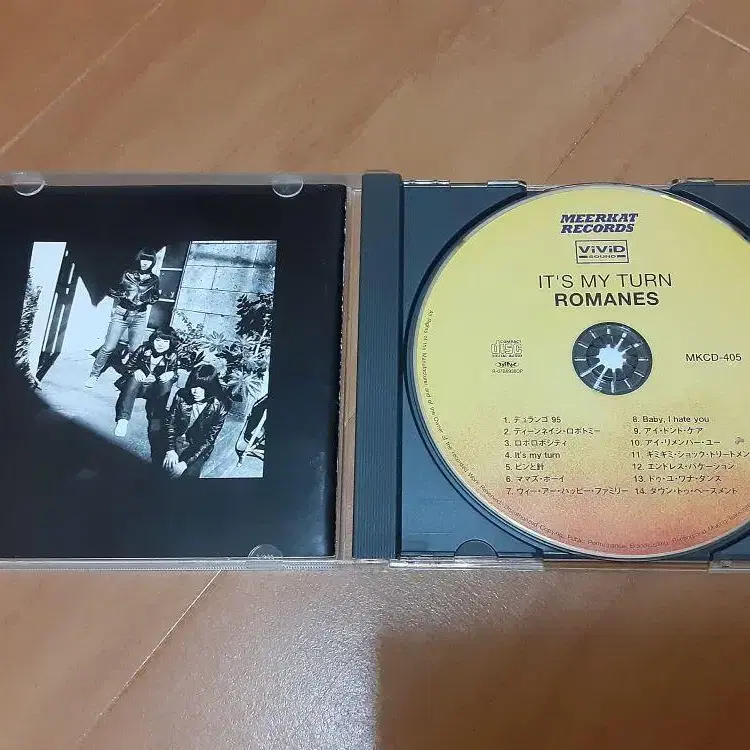 MEERKAT
RECORDS
ViViD
SOUND
IT'S MY TURN
ROMANES
COMPACT
DISC
DIGITAL AUDIO
MKCD-405
1. デュランゴ 95
2. ティーンネイン・ロボトミー
3. ロボロボシティ
4. It's my turn
5. ピンと針
6. ママズ・ボーイ
7. ウィー・アー・ハッピー・ファミリー
8. Baby, I hate you
9. アイ・ドント・ケア
10. アイ・リメンバー・ユー
11. ギミギミ・ショック・トリートメン
12. エンドレス・バケーション
13. ドゥ・ユ・ワナ・ダンス
14. ダウン・トゥ・ベースメント